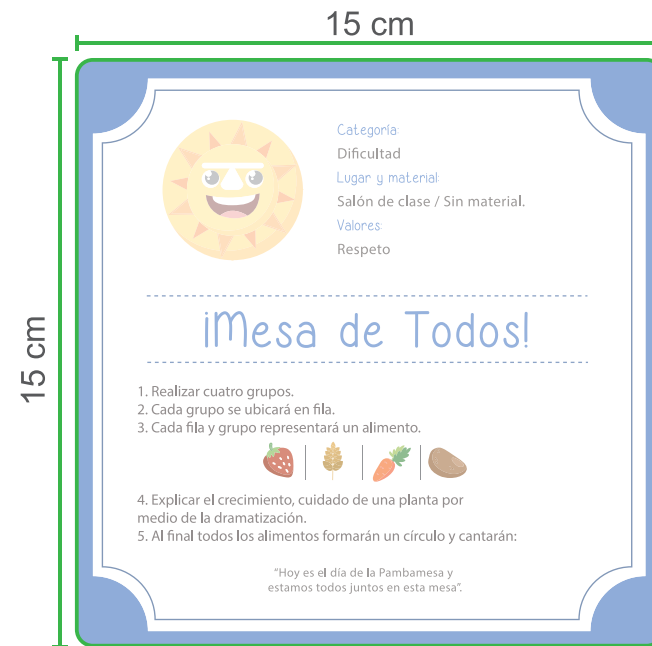 15 cm
15 cm
Categoría:
Dificultad
Lugar y material:
Salón de clase / Sin material.
Valores:
Respeto
¡Mesa de Todos!
1. Realizar cuatro grupos.
2. Cada grupo se ubicará en fila.
3. Cada fila y grupo representará un alimento.
4. Explicar el crecimiento, cuidado de una planta por
medio de la dramatización.
5. Al final todos los alimentos formarán un círculo y cantarán:
“Hoy es el día de la Pambamesa y
estamos todos juntos en esta mesa”.